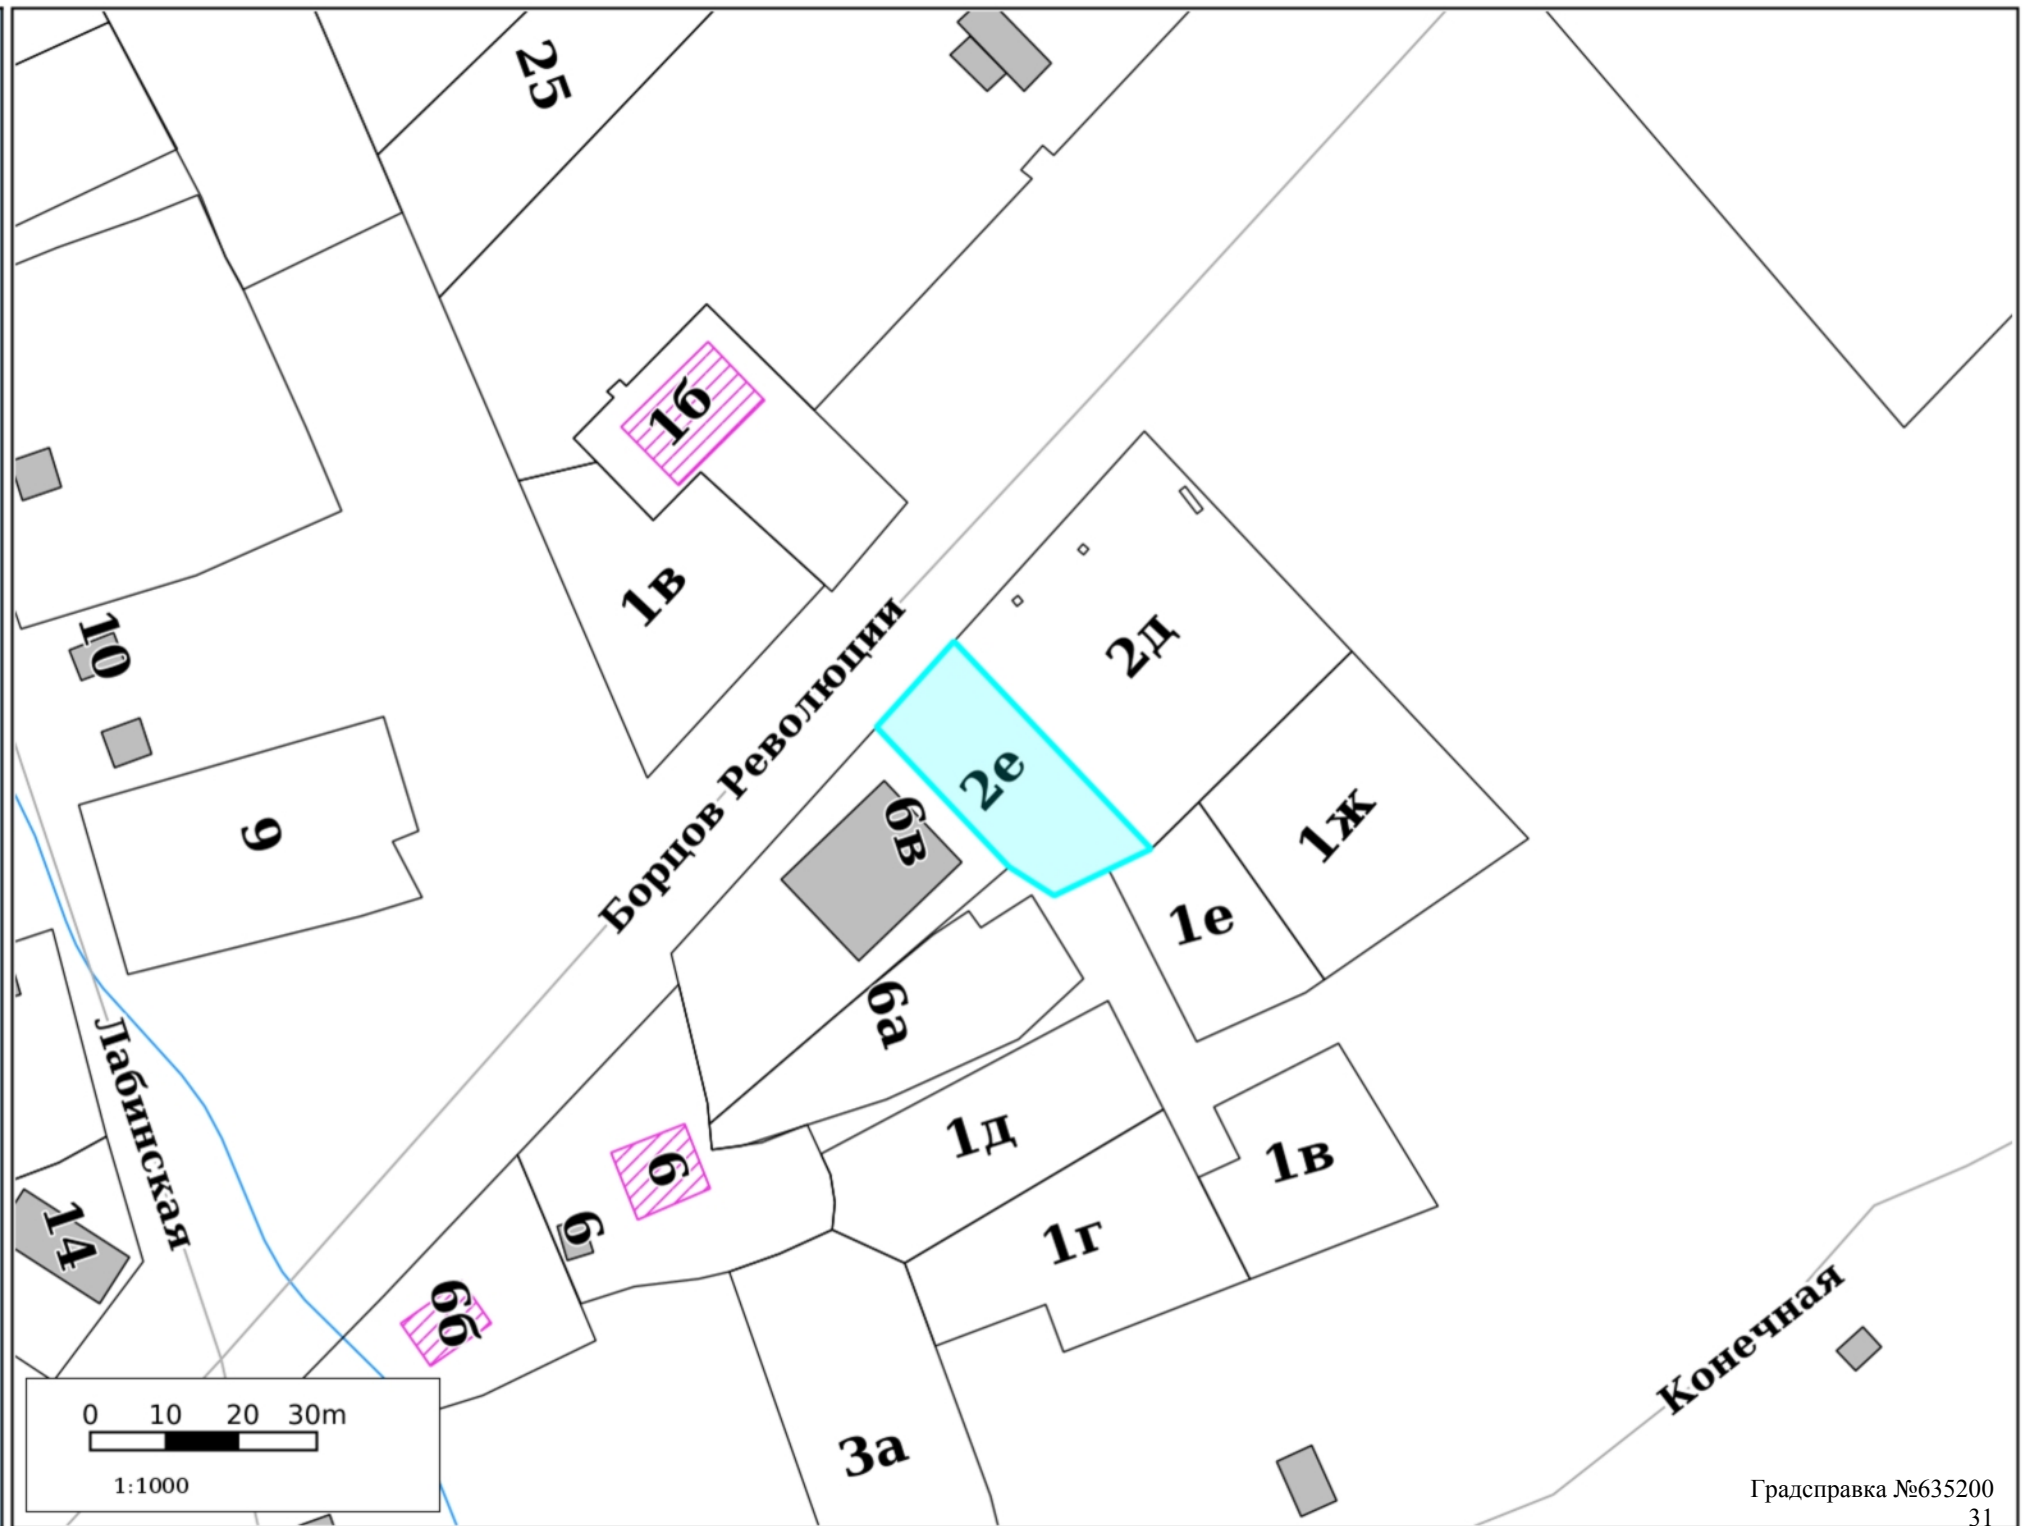 25
1б
1в
Борцов Революции
2д
2е
1ж
10
9
6в
1е
6а
Лабинская
1д
1в
14
6
6
1г
6б
Конечная
3а
0 10 20 30m
1:1000
Градсправка №635200
31